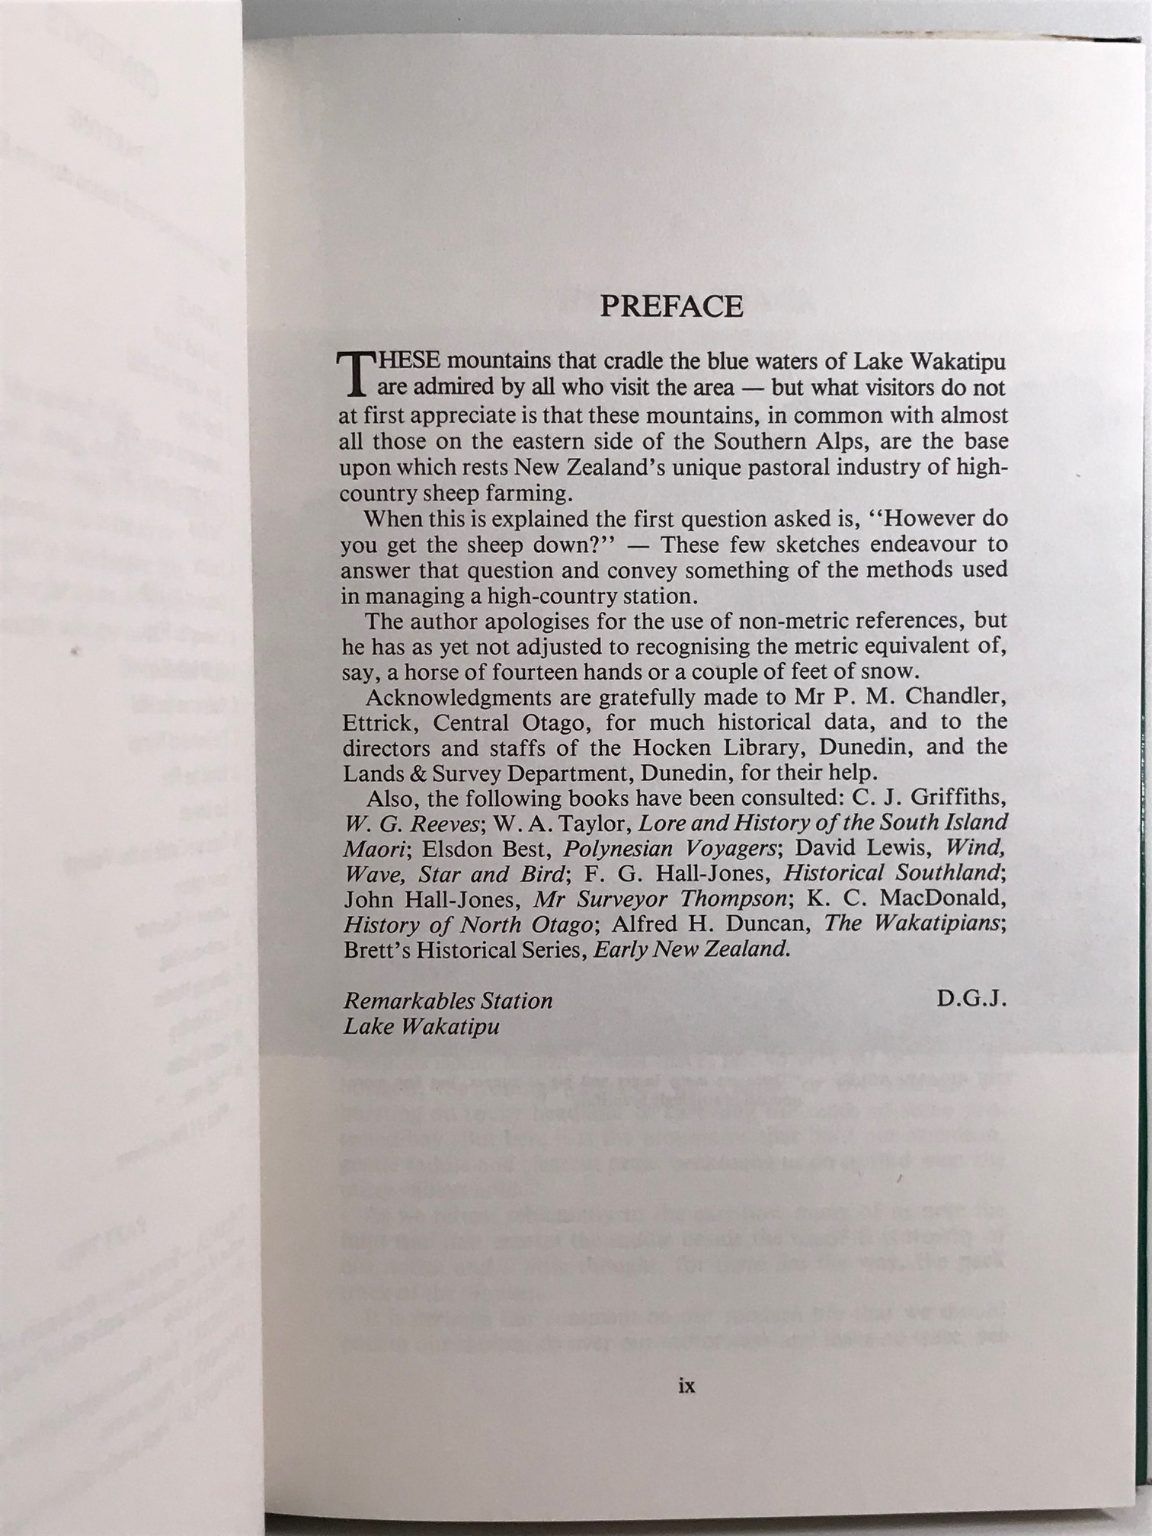 PREFACE
THESE mountains that cradle the blue waters of Lake Wakatipu
are admired by all who visit the area — but what visitors do not
at first appreciate is that these mountains, in common with almost
all those on the eastern side of the Southern Alps, are the base
upon which rests New Zealand's unique pastoral industry of high-
country sheep farming.
When this is explained the first question asked is, ‘‘However do
you get the sheep down?’’ — These few sketches endeavour to
answer that question and convey something of the methods used
in managing a high-country station.
The author apologises for the use of non-metric references, but
he has as yet not adjusted to recognising the metric equivalent of,
say, a horse of fourteen hands or a couple of feet of snow.
Acknowledgments are gratefully made to Mr P. M. Chandler,
Ettrick, Central Otago, for much historical data, and to the
directors and staffs of the Hocken Library, Dunedin, and the
Lands & Survey Department, Dunedin, for their help.
Also, the following books have been consulted: C. J. Griffiths,
W. G. Reeves; W. A. Taylor, Lore and History of the South Island
Maori; Elsdon Best, Polynesian Voyagers; David Lewis, Wind,
Wave, Star and Bird; F. G. Hall-Jones, Historical Southland;
John Hall-Jones, Mr Surveyor Thompson; K. C. MacDonald,
History of North Otago; Alfred H. Duncan, The Wakatipians;
Brett's Historical Series, Early New Zealand.
Remarkables Station D.G.J.
Lake Wakatipu
ix